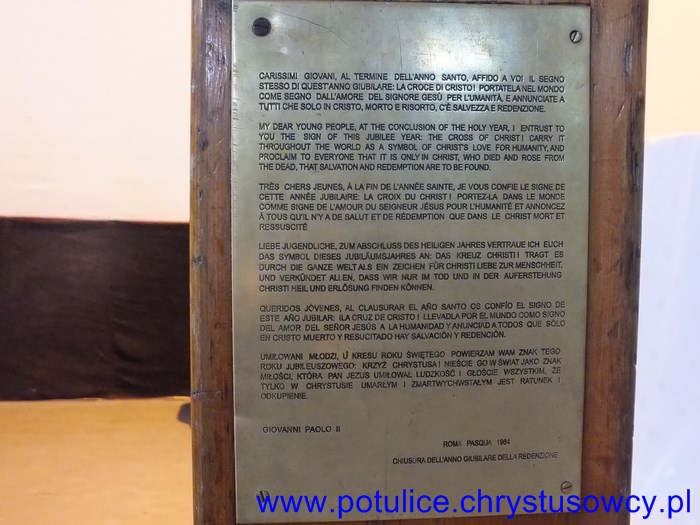 CARISSIMI GIOVANI, AL TERMINE DELL'ANNO SANTO, AFFIDO A VOI IL SEGNO
STESSO DI QUEST'ANNO GIUBILARE: LA CROCE DI CRISTO! PORTATELA NEL MONDO
COME SEGNO DALL'AMORE DEL SIGNORE GESÙ PER L'UMANITÀ, E ANNUNCIATE A
TUTTI CHE SOLO IN CRISTO, MORTO E RISORTO, C'È SALVEZZA E REDENZIONE.
MY DEAR YOUNG PEOPLE, AT THE CONCLUSION OF THE HOLY YEAR, I ENTRUST TO
YOU THE SIGN OF THIS JUBILEE YEAR: THE CROSS OF CHRIST! CARRY IT
THROUGHOUT THE WORLD AS A SYMBOL OF CHRIST'S LOVE FOR HUMANITY, AND
PROCLAIM TO EVERYONE THAT IT IS ONLY IN CHRIST, WHO DIED AND ROSE FROM
THE DEAD, THAT SALVATION AND REDEMPTION ARE TO BE FOUND.
TRÈS CHERS JEUNES, À LA FIN DE L'ANNÉE SAINTE, JE VOUS CONFIE LE SIGNE DE
CETTE ANNÉE JUBILAIRE: LA CROIX DU CHRIST! PORTEZ-LA DANS LE MONDE
COMME SIGNE DE L'AMOUR DU SEIGNEUR JÉSUS POUR L'HUMANITÉ ET ANNONCEZ
À TOUS QU'IL N'Y A DE SALUT ET DE RÉDEMPTION QUE DANS LE CHRIST MORT ET
RESSUSCITÉ
LIEBE JUGENDLICHE, ZUM ABSCHLUSS DES HEILIGEN JAHRES VERTRAUE ICH EUCH
DAS SYMBOL DIESES JUBILÄUMSJAHRES AN: DAS KREUZ CHRISTI! TRAGT ES
DURCH DIE GANZE WELT ALS EIN ZEICHEN FÜR CHRISTI LIEBE ZUR MENSCHHEIT,
UND VERKÜNDET ALLEN, DASS WIR NUR IM TOD UND IN DER AUFERSTEHUNG
CHRISTI HEIL UND ERLÖSUNG FINDEN KÖNNEN.
QUERIDOS JÓVENES, AL CLAUSURAR EL AÑO SANTO OS CONFÍO EL SIGNO DE
ESTE AÑO JUBILAR: ¡LA CRUZ DE CRISTO! LLEVADLA POR EL MUNDO COMO SIGNO
DEL AMOR DEL SEÑOR JESÚS A LA HUMANIDAD Y ANUNCIAD A TODOS QUE SÓLO
EN CRISTO MUERTO Y RESUCITADO HAY SALVACIÓN Y REDENCIÓN.
UMIŁOWANI MŁODZI, U KRESU ROKU ŚWIĘTEGO POWIERZAM WAM ZNAK TEGO
ROKU JUBILEUSZOWEGO: KRZYŻ CHRYSTUSA! NIEŚCIE GO W ŚWIAT JAKO ZNAK
MIŁOŚCI, KTÓRĄ PAN JEZUS UMIŁOWAŁ LUDZKOŚĆ I GŁOŚCIE WSZYSTKIM, ŻE
TYLKO W CHRYSTUSIE UMARŁYM I ZMARTWYCHWSTAŁYM JEST RATUNEK I
ODKUPIENIE.
GIOVANNI PAOLO II
ROMA PASQUA 1984
CHIUSURA DELL'ANNO GIUBILARE DELLA REDENZIONE
www.potulice.chrystusowcy.pl